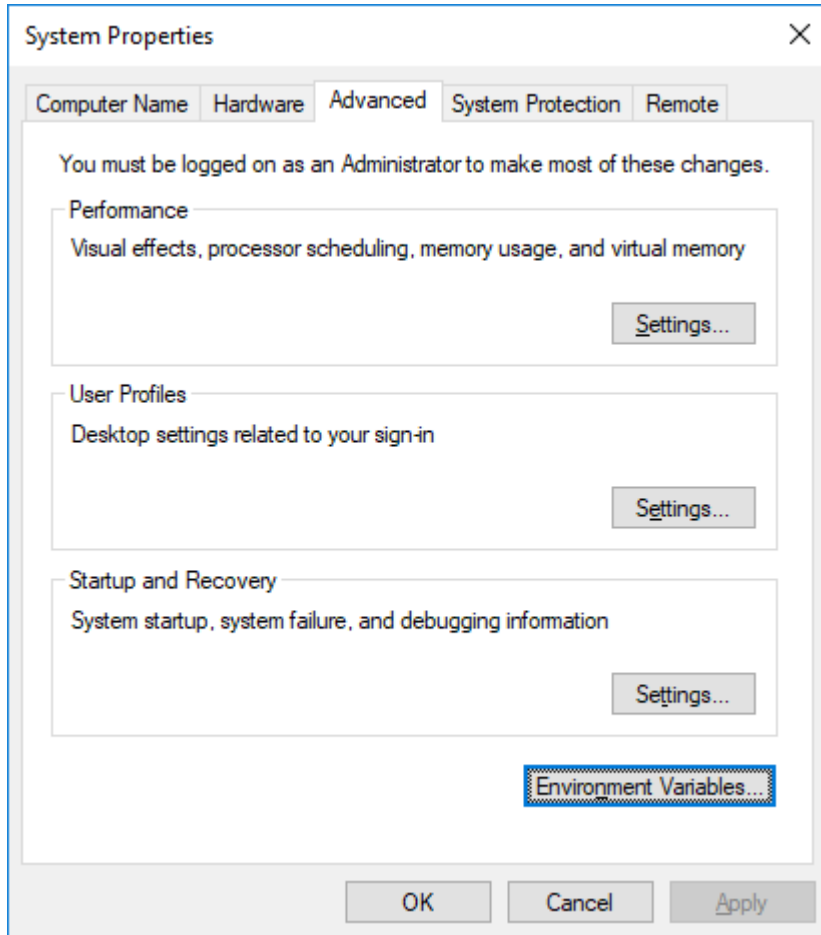 System Properties
Computer Name Hardware Advanced System Protection Remote
You must be logged on as an Administrator to make most of these changes.
Performance
Visual effects, processor scheduling, memory usage, and virtual memory
Settings...
User Profiles
Desktop settings related to your sign-in
Settings...
Startup and Recovery
System startup, system failure, and debugging information
Settings...
Environment Variables...
OK Cancel Apply